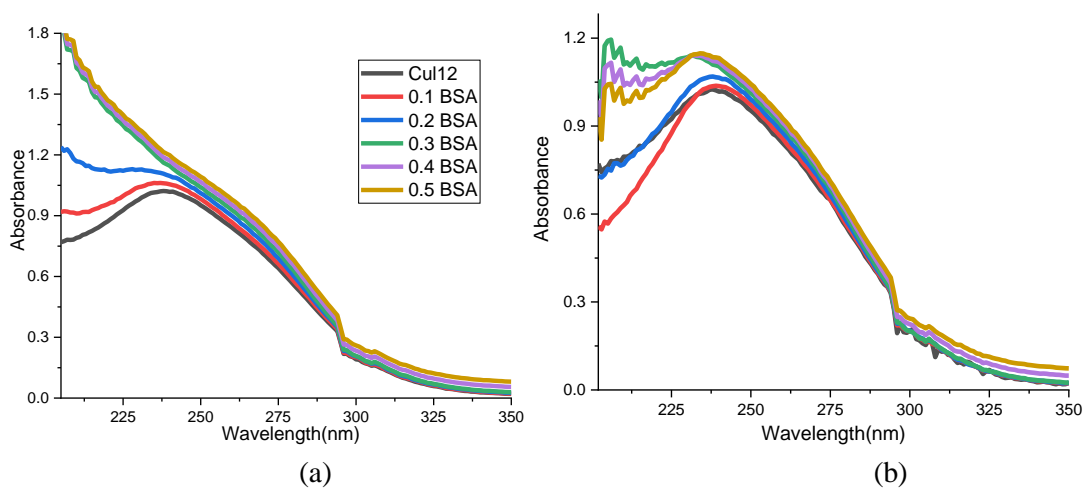 1.8
1.5
1.2
0.9
0.6
0.3
0.0
Absorbance
225
250
275
300
325
350
Wavelength(nm)
CuI12
0.1 BSA
0.2 BSA
0.3 BSA
0.4 BSA
0.5 BSA
(a)
1.2
0.9
0.6
0.3
0.0
Absorbance
225
250
275
300
325
350
Wavelength(nm)
(b)